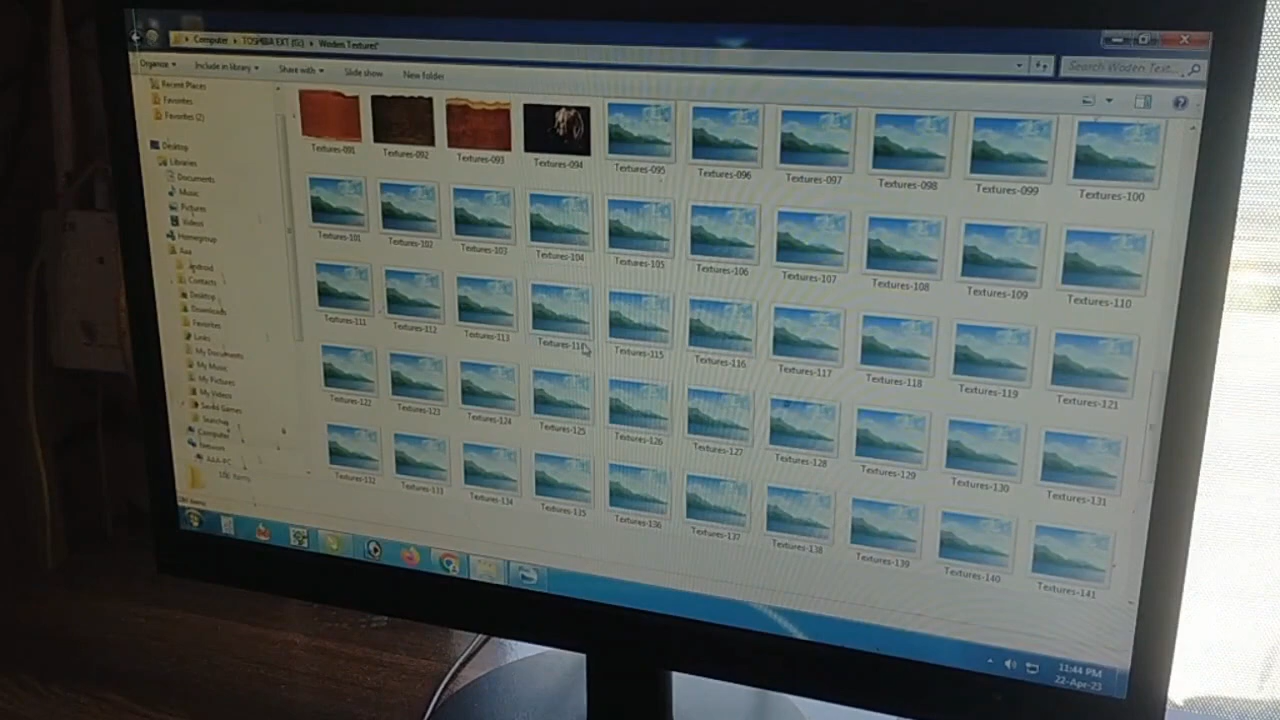 Computer ▸ TOSHIBA EXT (G:) ▸ Woden Textures
Search Woden Text...
Organize Include in library Share with Slide show New folder
Recent Places
Favorites
Favorites (2)
Desktop
Libraries
Documents
Music
Pictures
Videos
Homegroup
Aaa
Android
Contacts
Desktop
Downloads
Favorites
Links
My Documents
My Music
My Pictures
My Videos
Saved Games
Searches
Computer
Network
AAA-PC
Textures-091 Textures-092 Textures-093 Textures-094 Textures-095 Textures-096 Textures-097 Textures-098 Textures-099 Textures-100
Textures-101 Textures-102 Textures-103 Textures-104 Textures-105 Textures-106 Textures-107 Textures-108 Textures-109 Textures-110
Textures-111 Textures-112 Textures-113 Textures-114 Textures-115 Textures-116 Textures-117 Textures-118 Textures-119 Textures-121
Textures-122 Textures-123 Textures-124 Textures-125 Textures-126 Textures-127 Textures-128 Textures-129 Textures-130 Textures-131
Textures-132 Textures-133 Textures-134 Textures-135 Textures-136 Textures-137 Textures-138 Textures-139 Textures-140 Textures-141
items
11:44 PM
22-Apr-23